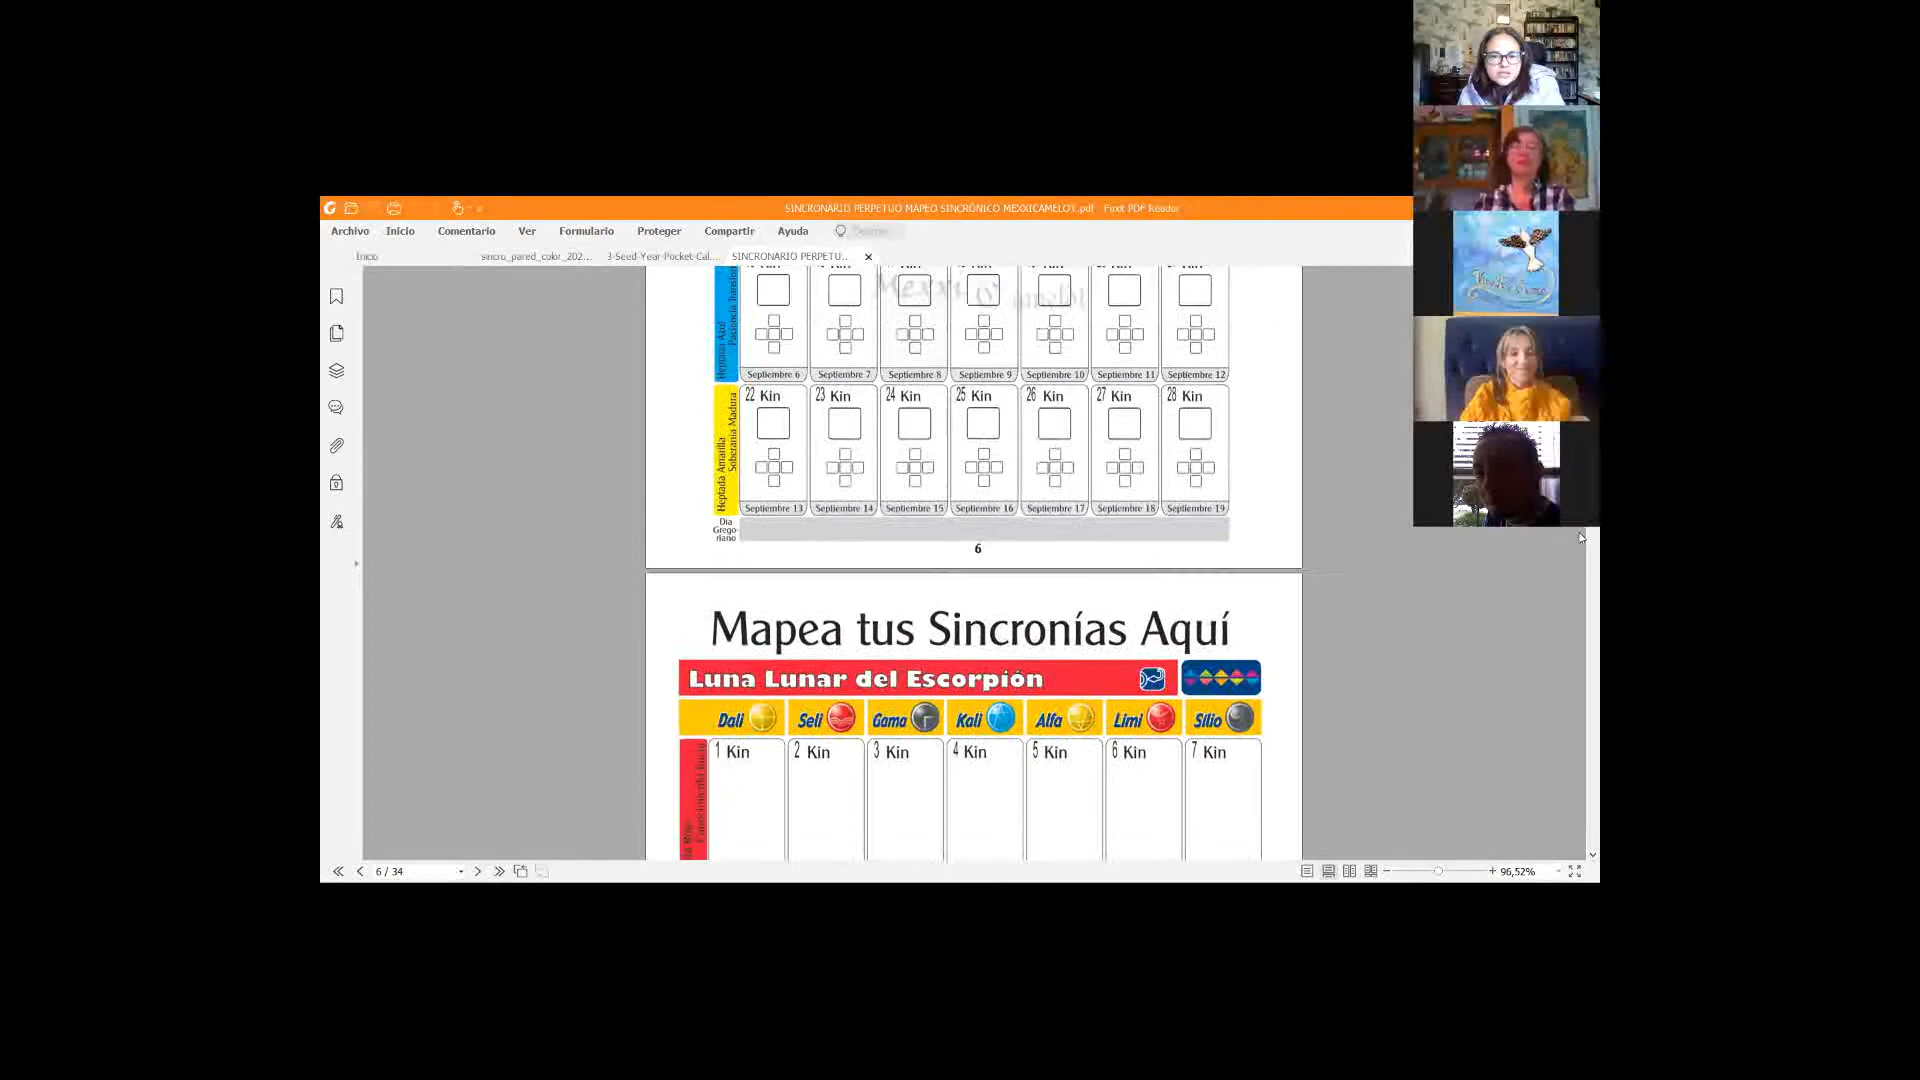 SINCRONARIO PERPETUO MAPEO SINCRÓNICO MEXXICAMELOT.pdf - Foxit PDF Reader
Archivo Inicio Comentario Ver Formulario Proteger Compartir Ayuda
Inicio sincro_pared_color_202... 3-Seed-Year-Pocket-Cal... SINCRONARIO PERPETU...
Septiembre 6 Septiembre 7 Septiembre 8 Septiembre 9 Septiembre 10 Septiembre 11 Septiembre 12
Heptada Amarilla
Soberanía Madura
22 Kin 23 Kin 24 Kin 25 Kin 26 Kin 27 Kin 28 Kin
Septiembre 13 Septiembre 14 Septiembre 15 Septiembre 16 Septiembre 17 Septiembre 18 Septiembre 19
Día
Grego-
riano
6
Mapea tus Sincronías Aquí
Luna Lunar del Escorpión
Dali Seli Gama Kali Alfa Limi Silio
1 Kin 2 Kin 3 Kin 4 Kin 5 Kin 6 Kin 7 Kin
6 / 34
96,52%